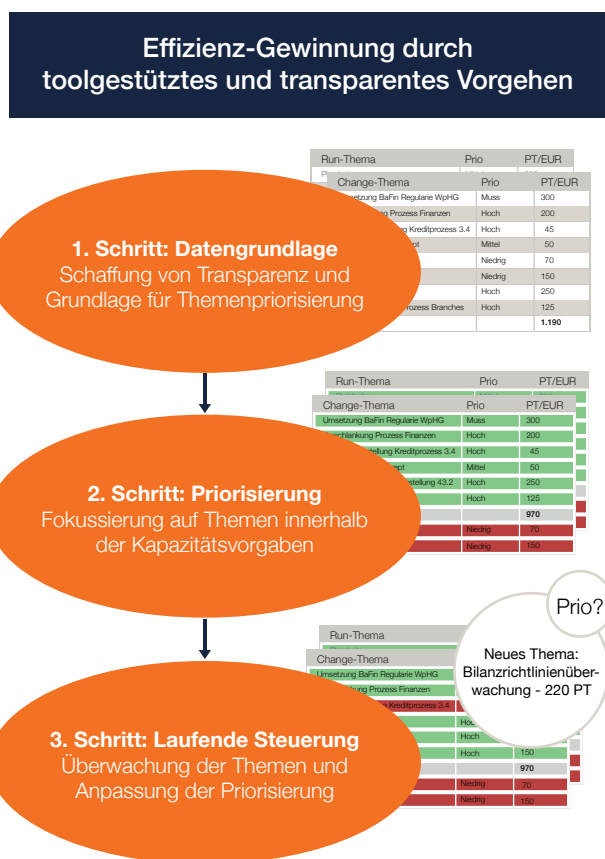 Effizienz-Gewinnung durch
toolgestütztes und transparentes Vorgehen
Run-Thema Prio PT/EUR
Change-Thema Prio PT/EUR
BaFin Regularie WpHG Muss 300
Prozess Finanzen Hoch 200
Kreditprozess 3.4 Hoch 45
Mittel 50
Niedrig 70
Niedrig 150
Hoch 250
Branches Hoch 125
1.190
1. Schritt: Datengrundlage
Schaffung von Transparenz und
Grundlage für Themenpriorisierung
Run-Thema Prio PT/EUR
Change-Thema Prio PT/EUR
Umsetzung BaFin Regularie WpHG Muss 300
Prozess Finanzen Hoch 200
Kreditprozess 3.4 Hoch 45
Mittel 50
43.2 Hoch 250
Hoch 125
970
Niedrig 70
Niedrig 150
2. Schritt: Priorisierung
Fokussierung auf Themen innerhalb
der Kapazitätsvorgaben
Prio?
Neues Thema:
Bilanzrichtlinienüber-
wachung - 220 PT
Run-Thema
Change-Thema
Umsetzung BaFin Regularie WpHG
Prozess Finanzen
Kreditprozess 3.4
Hoch
Hoch 150
970
Niedrig 70
Niedrig 150
3. Schritt: Laufende Steuerung
Überwachung der Themen und
Anpassung der Priorisierung